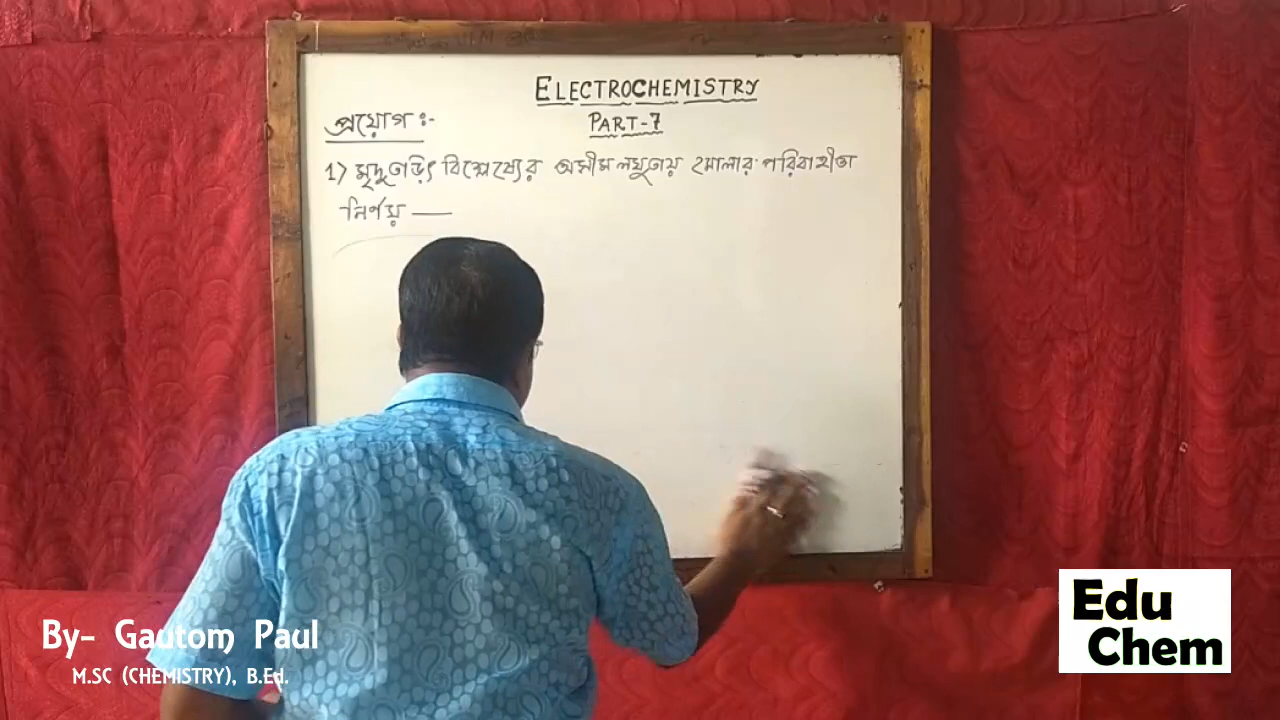 ELECTROCHEMISTRY
PART-7
প্রয়োগ :-
1) মৃদু তড়িৎ বিশ্লেষ্যের অসীম লঘুতায় মোলার পরিবাহীতা
নির্ণয় —
By- Gautom Paul
M.SC (CHEMISTRY), B.Ed.
Edu
Chem